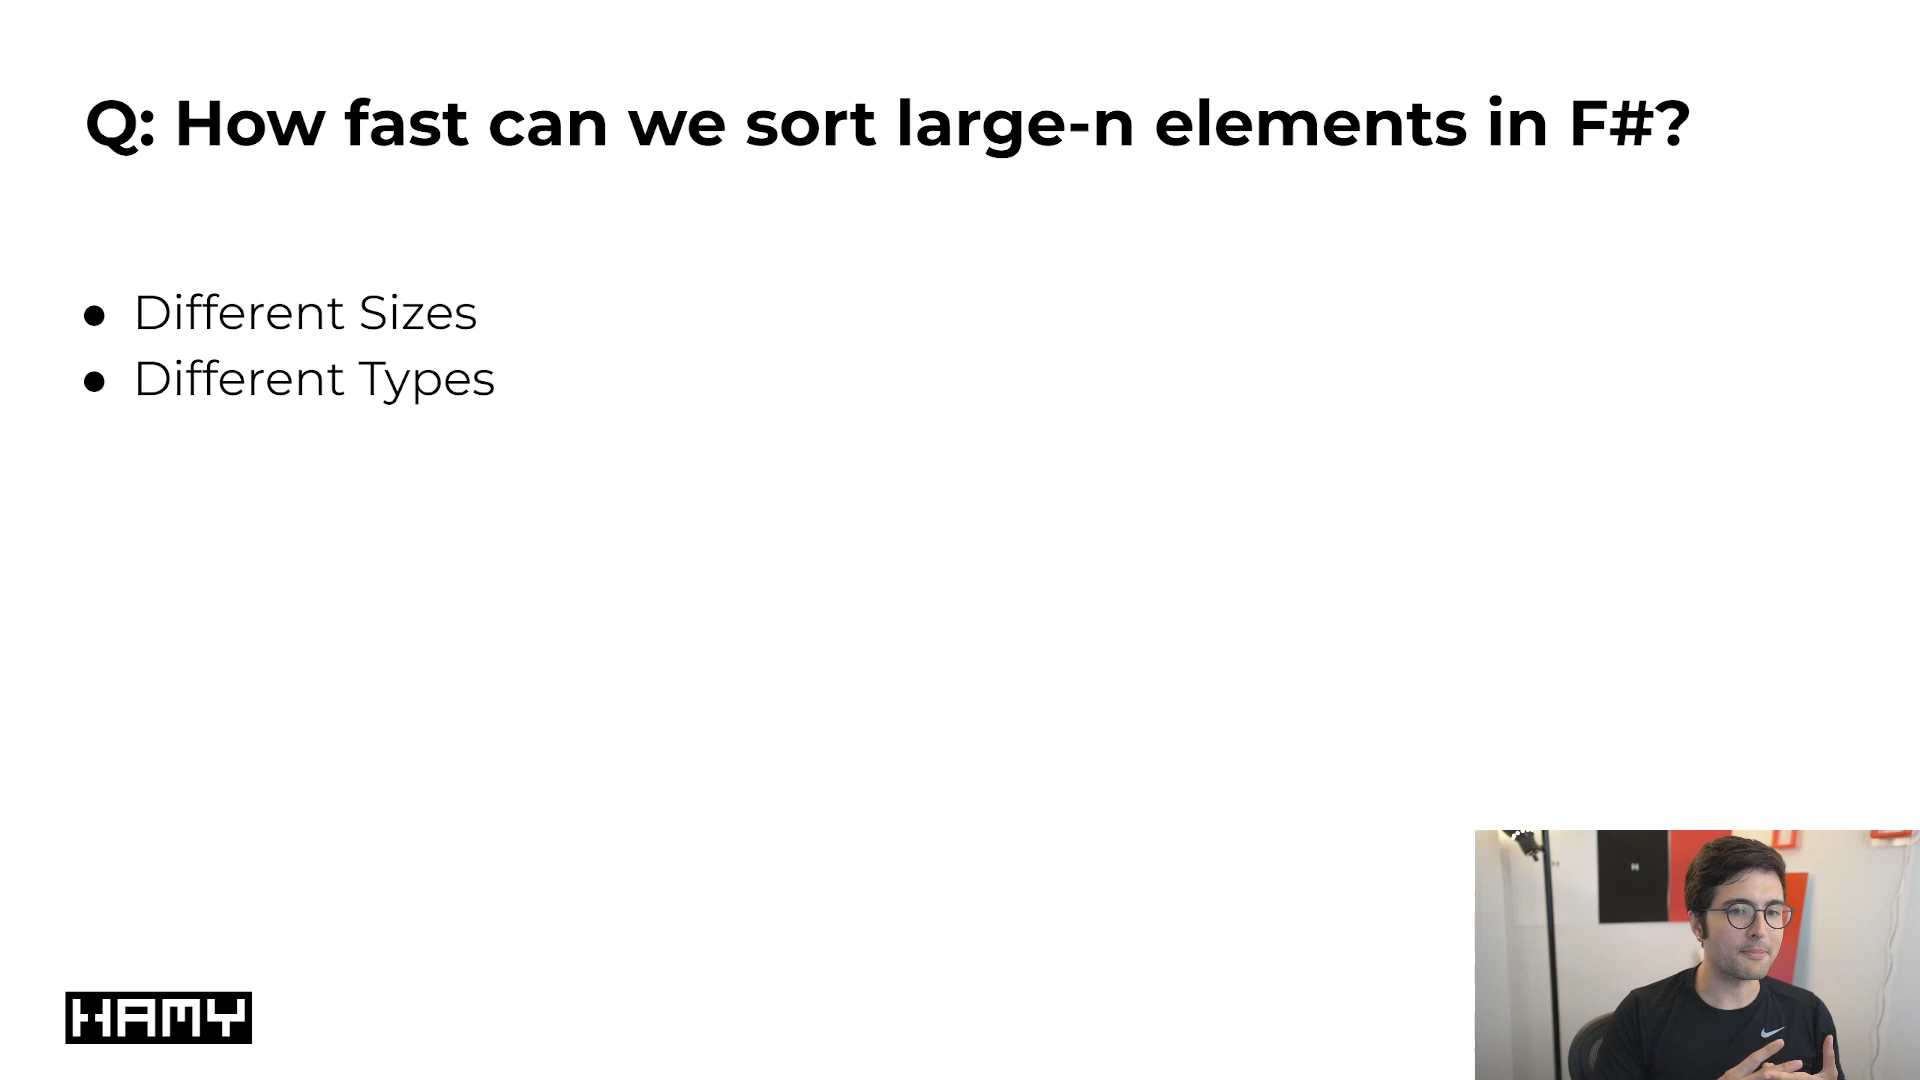 Q: How fast can we sort large-n elements in F#?
● Different Sizes
● Different Types
HAMY